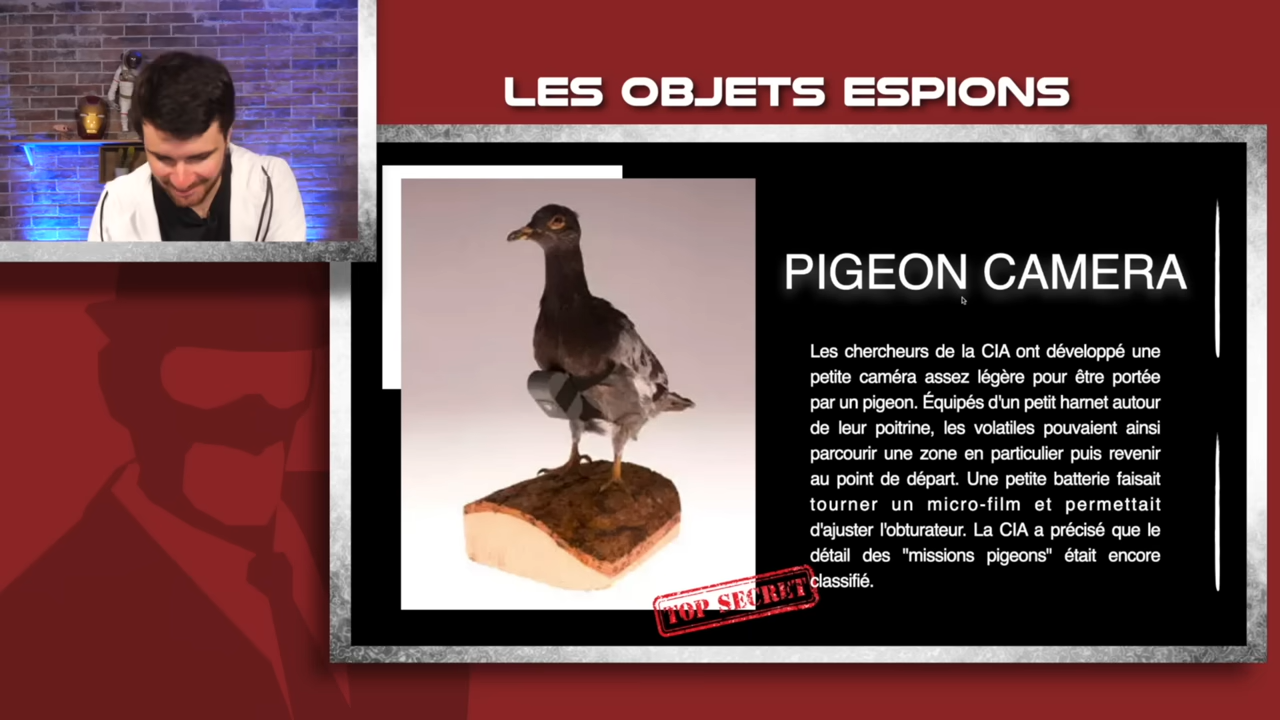 LES OBJETS ESPIONS
PIGEON CAMERA
Les chercheurs de la CIA ont développé une
petite caméra assez légère pour être portée
par un pigeon. Équipés d'un petit harnet autour
de leur poitrine, les volatiles pouvaient ainsi
parcourir une zone en particulier puis revenir
au point de départ. Une petite batterie faisait
tourner un micro-film et permettait
d'ajuster l'obturateur. La CIA a précisé que le
détail des "missions pigeons" était encore
classifié.
TOP SECRET